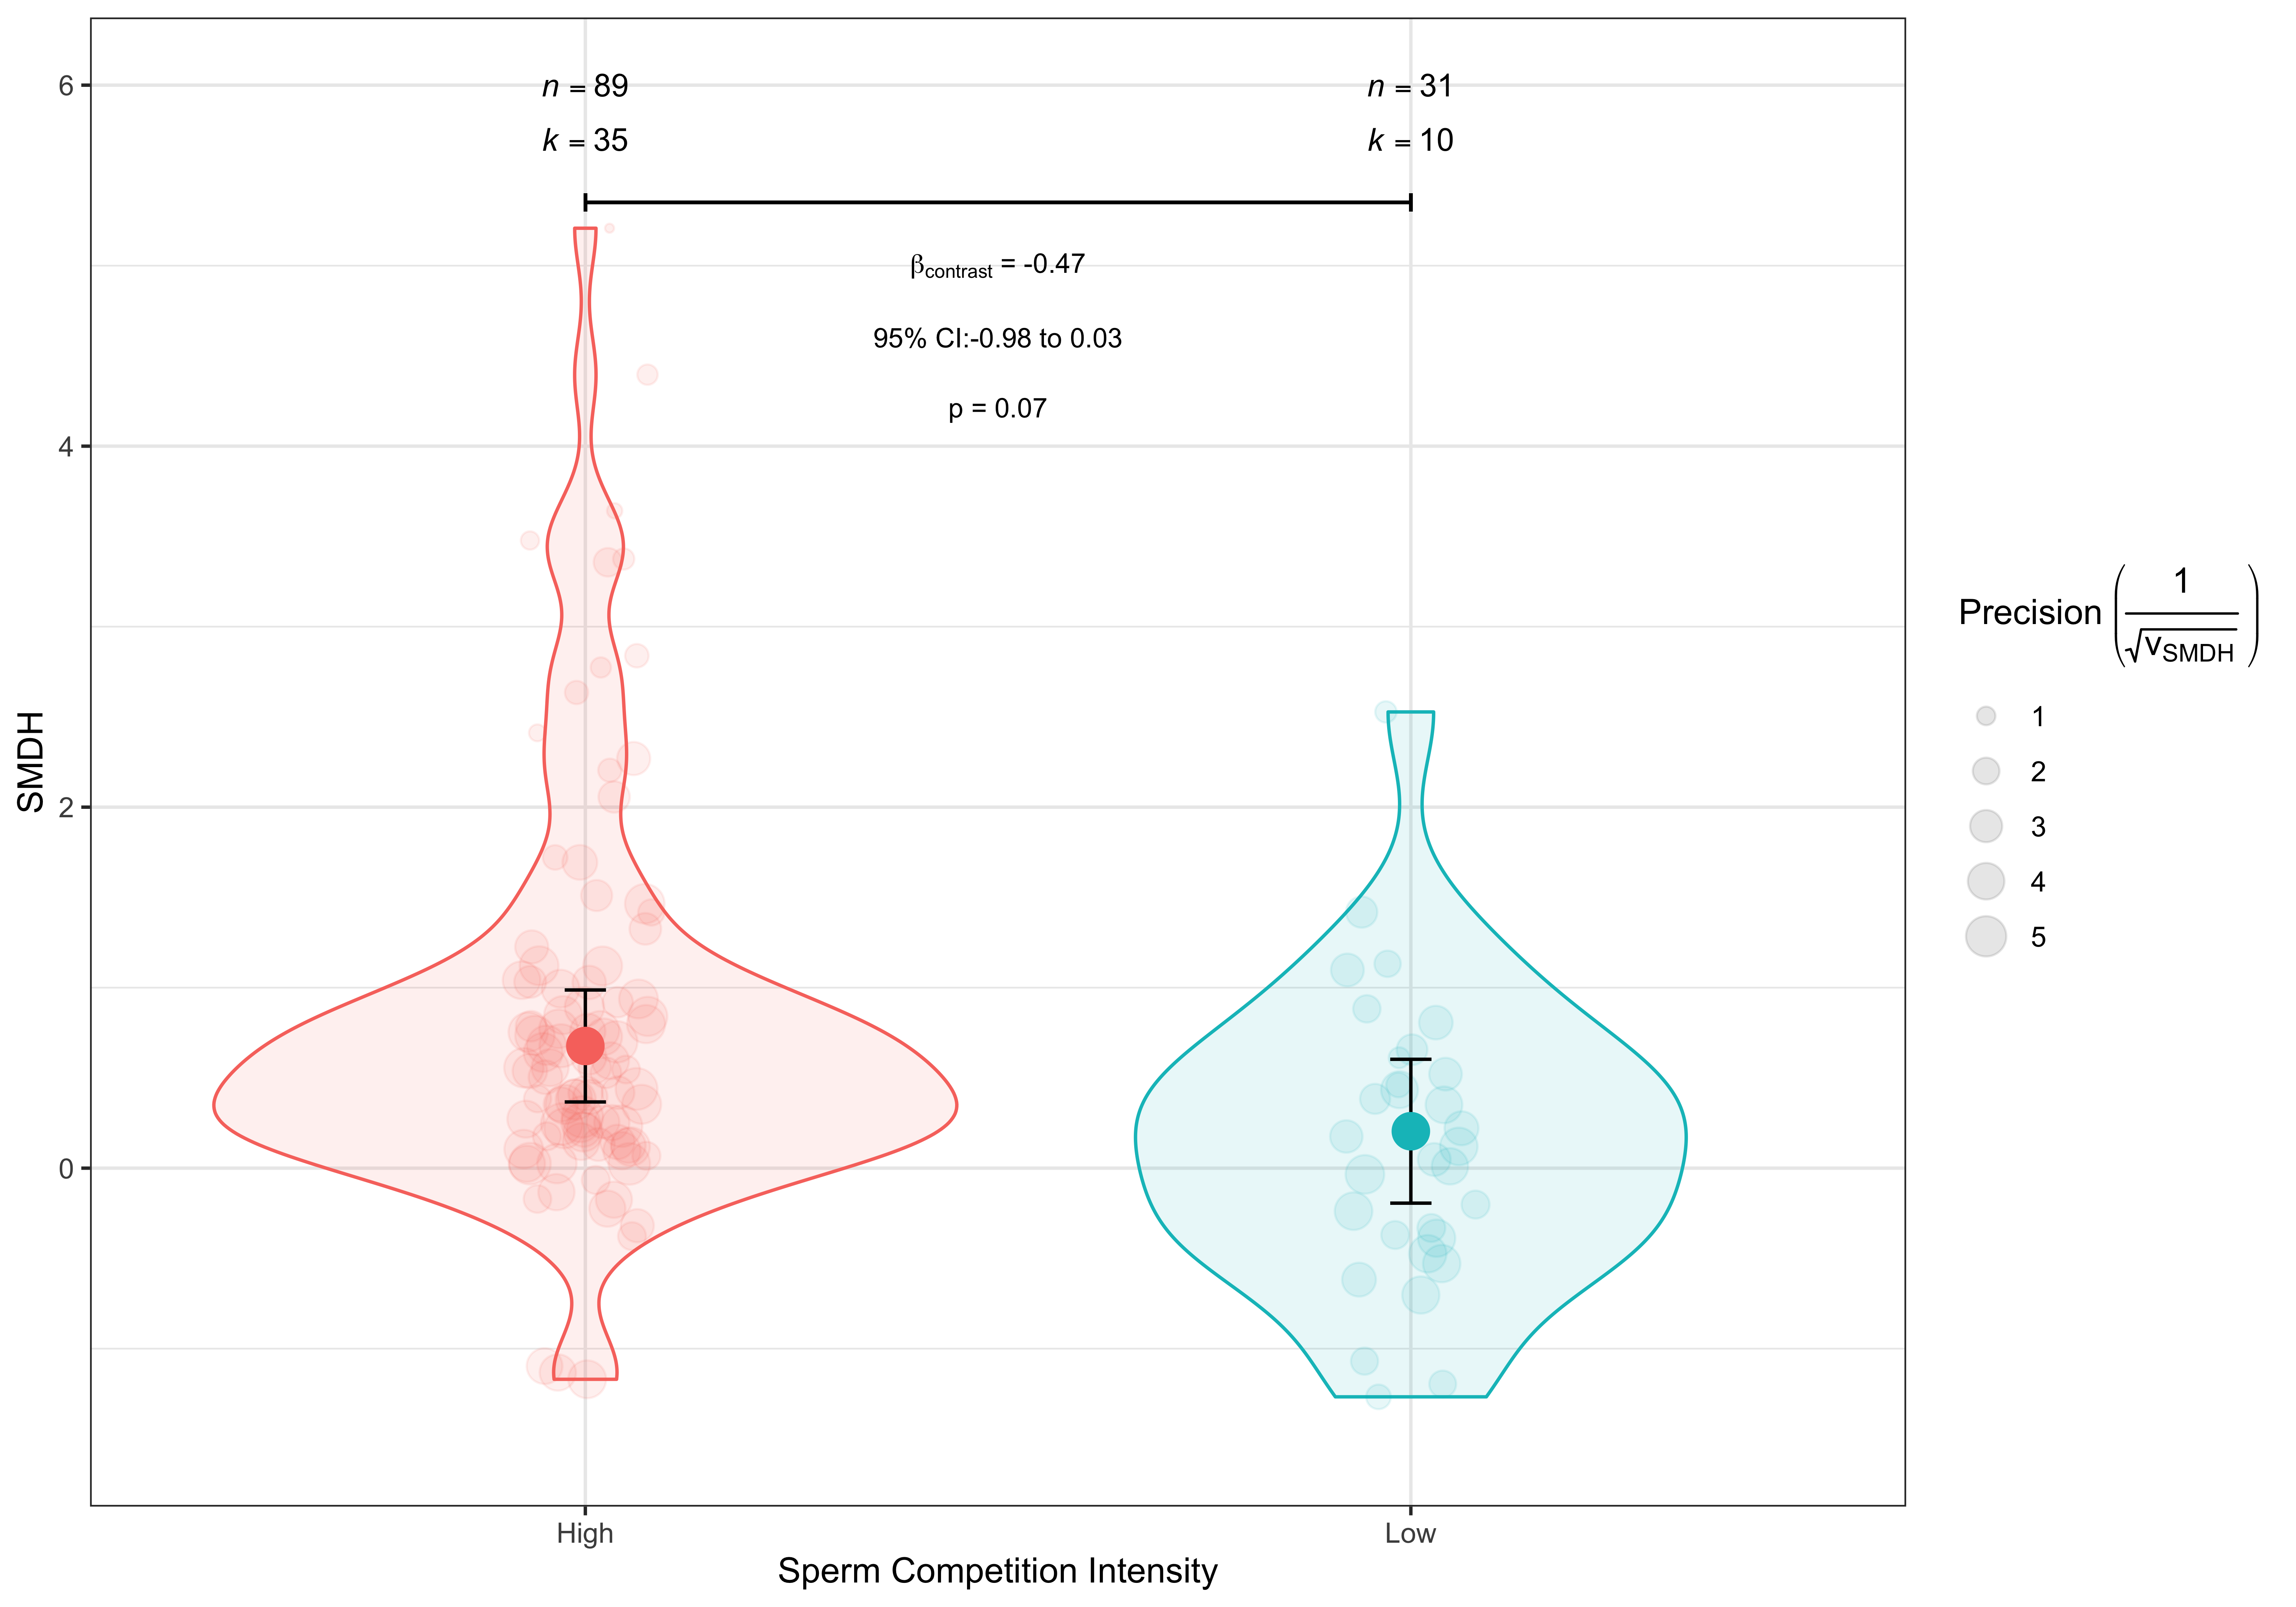 n = 89
n = 31
k = 35
k = 10
βcontrast = -0.47
95% CI:-0.98 to 0.03
p = 0.07
6
4
2
0
SMDH
High
Low
Sperm Competition Intensity
Precision (1/√vSMDH)
1
2
3
4
5